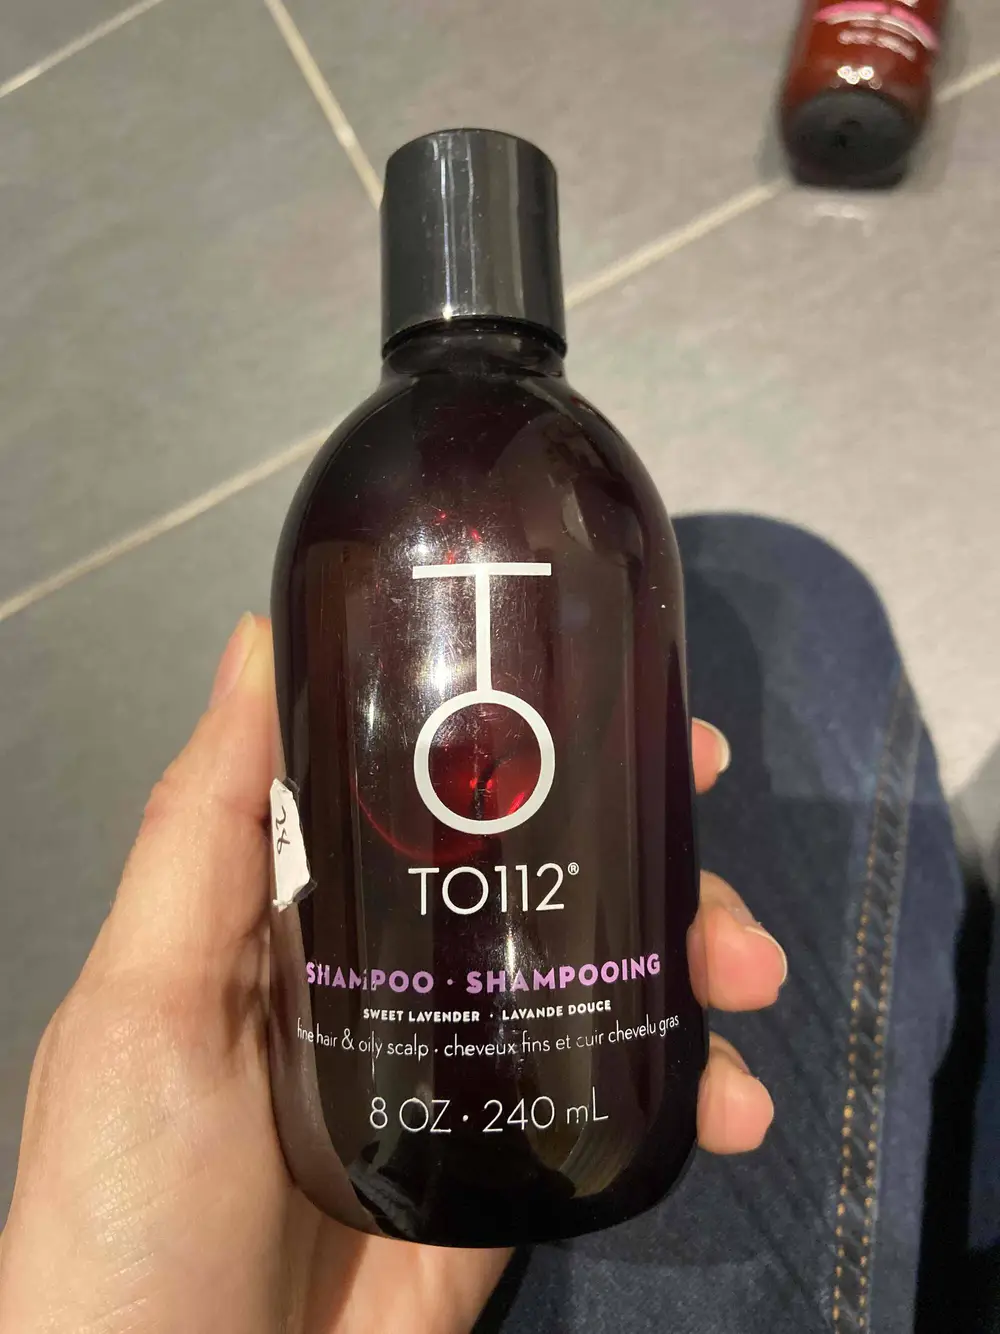 TO
TO112®
SHAMPOO · SHAMPOOING
SWEET LAVENDER · LAVANDE DOUCE
fine hair & oily scalp · cheveux fins et cuir chevelu gras
8 OZ · 240 mL